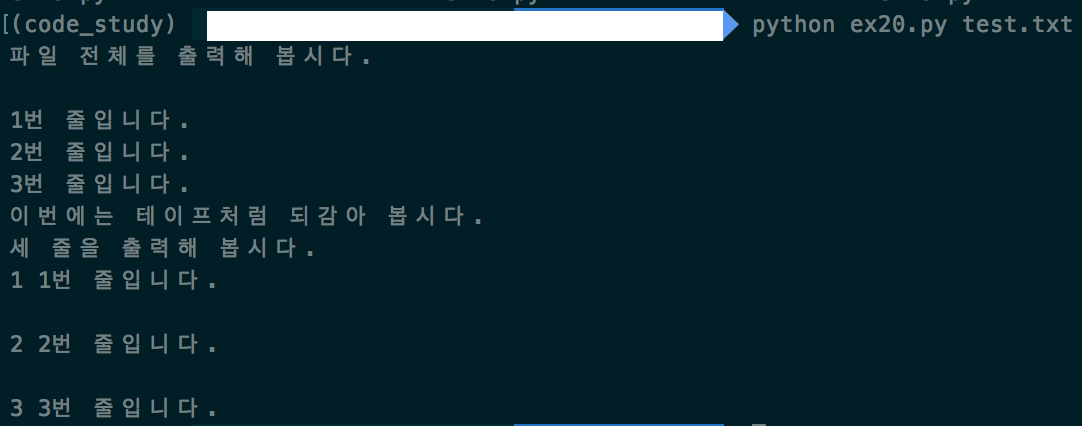 [(code_study) python ex20.py test.txt
파일 전체를 출력해 봅시다.
1번 줄입니다.
2번 줄입니다.
3번 줄입니다.
이번에는 테이프처럼 되감아 봅시다.
세 줄을 출력해 봅시다.
1 1번 줄입니다.
2 2번 줄입니다.
3 3번 줄입니다.